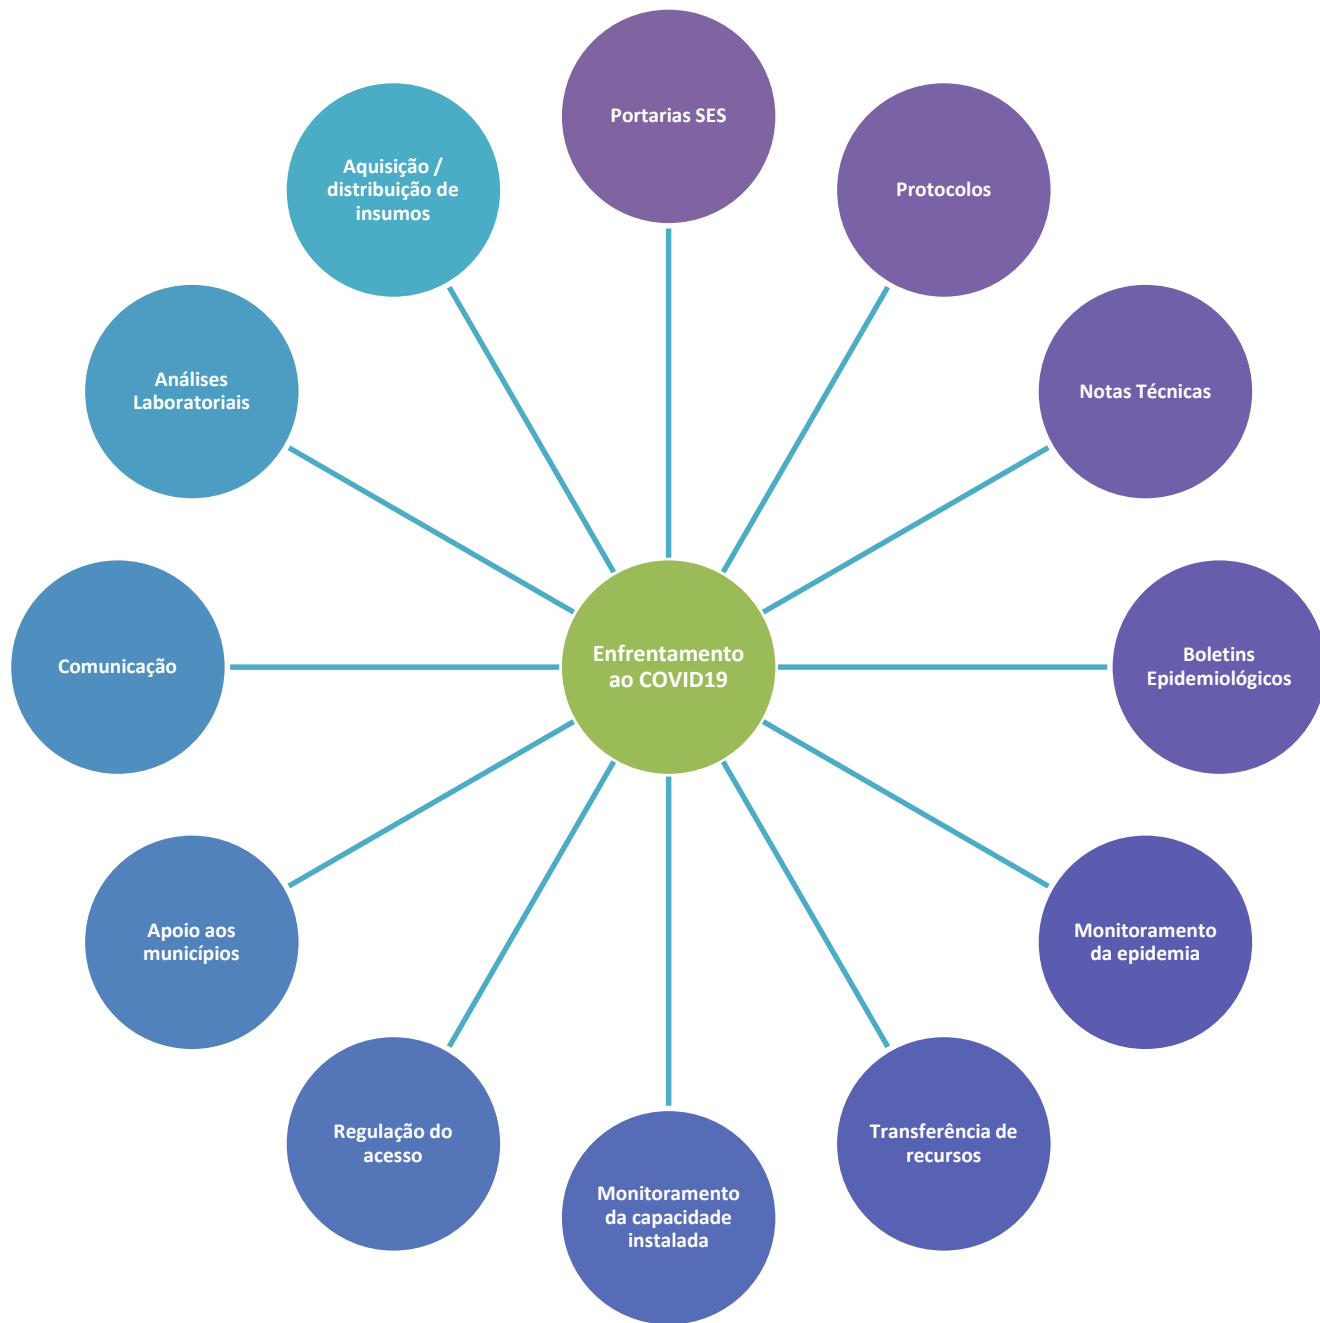 Portarias SES
Protocolos
Notas Técnicas
Boletins
Epidemiológicos
Monitoramento
da epidemia
Transferência de
recursos
Monitoramento
da capacidade
instalada
Regulação do
acesso
Apoio aos
municípios
Comunicação
Análises
Laboratoriais
Aquisição /
distribuição de
insumos
Enfrentamento
ao COVID19